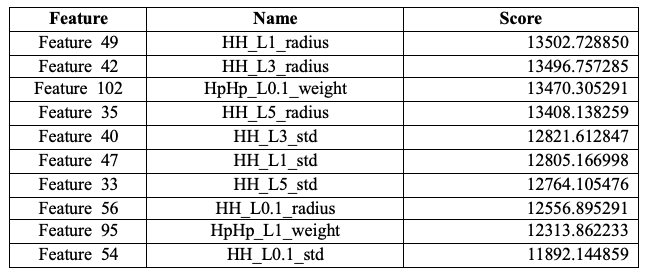 Feature Name Score
Feature 49 HH_L1_radius 13502.728850
Feature 42 HH_L3_radius 13496.757285
Feature 102 HpHp_L0.1_weight 13470.305291
Feature 35 HH_L5_radius 13408.138259
Feature 40 HH_L3_std 12821.612847
Feature 47 HH_L1_std 12805.166998
Feature 33 HH_L5_std 12764.105476
Feature 56 HH_L0.1_radius 12556.895291
Feature 95 HpHp_L1_weight 12313.862233
Feature 54 HH_L0.1_std 11892.144859